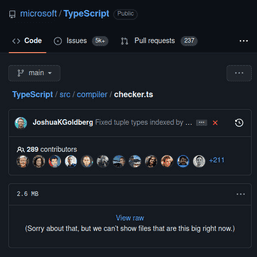 microsoft / TypeScript Public
Code Issues 5k+ Pull requests 237
main
TypeScript / src / compiler / checker.ts
JoshuaKGoldberg Fixed tuple types indexed by ...
289 contributors
+211
2.6 MB
View raw
(Sorry about that, but we can't show files that are this big right now.)